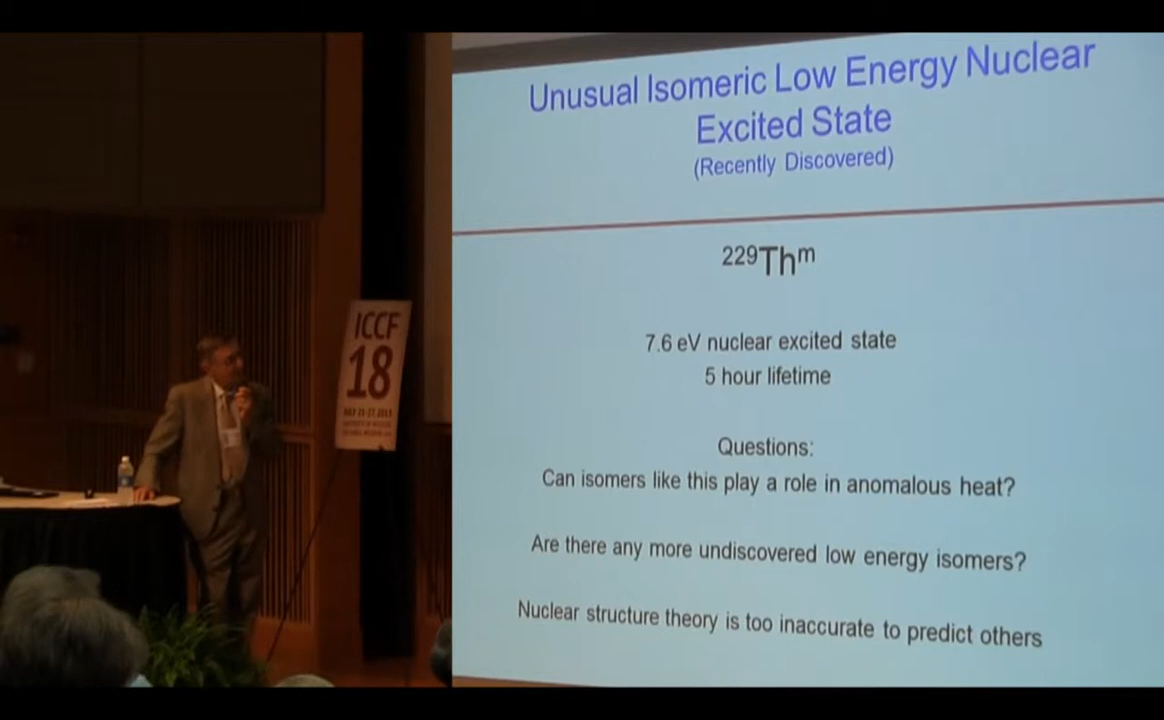 Unusual Isomeric Low Energy Nuclear
Excited State
(Recently Discovered)
229Thm
7.6 eV nuclear excited state
5 hour lifetime
Questions:
Can isomers like this play a role in anomalous heat?
Are there any more undiscovered low energy isomers?
Nuclear structure theory is too inaccurate to predict others
ICCF
18